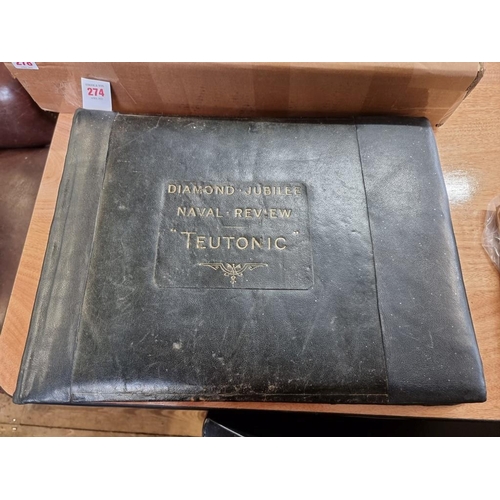 274
DIAMOND · JUBILEE
NAVAL · REVIEW
"TEUTONIC"